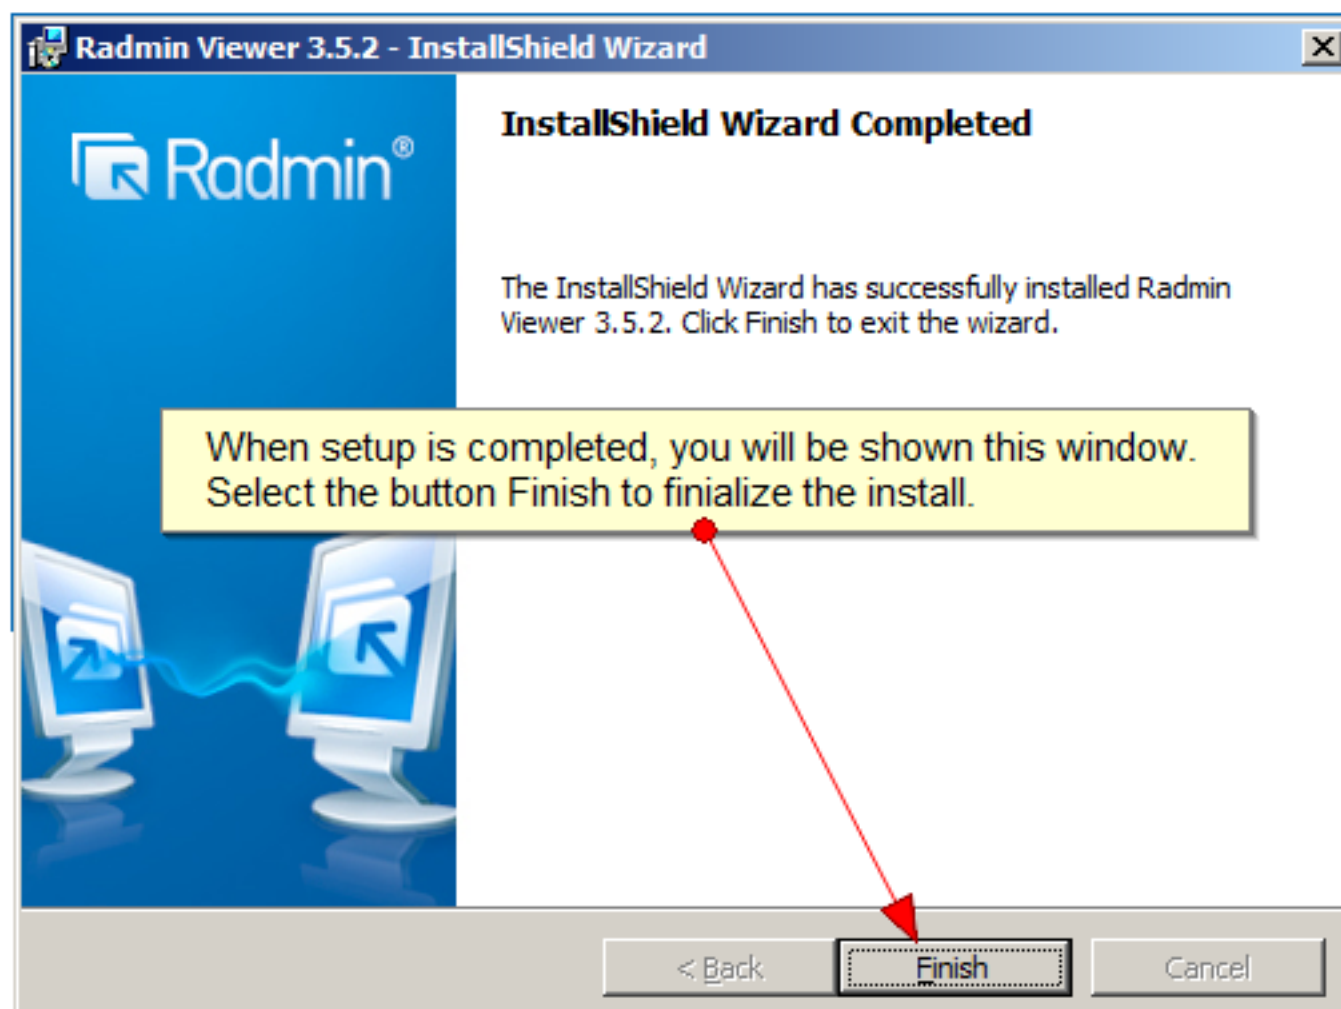 Radmin Viewer 3.5.2 - InstallShield Wizard
Radmin®
InstallShield Wizard Completed
The InstallShield Wizard has successfully installed Radmin
Viewer 3.5.2. Click Finish to exit the wizard.
When setup is completed, you will be shown this window.
Select the button Finish to finialize the install.
< Back
Finish
Cancel